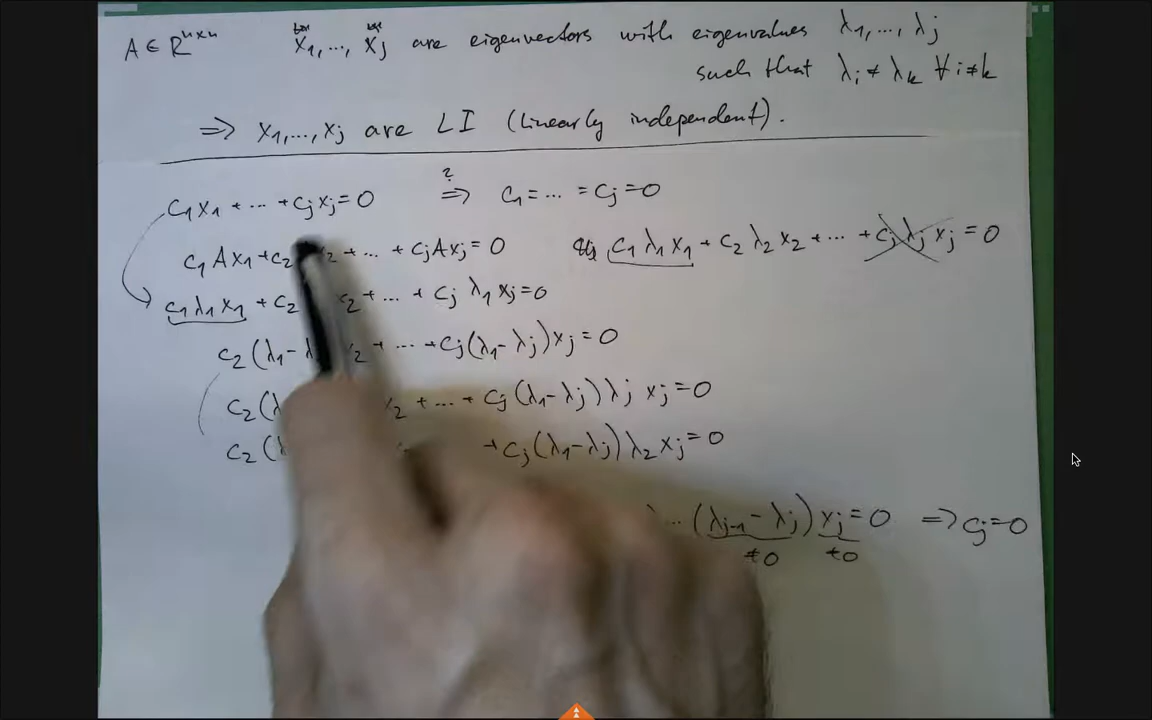 A ∈ R^{n×n} x_1, ..., x_j are eigenvectors with eigenvalues λ_1, ..., λ_j
such that λ_i ≠ λ_k ∀ i≠k
⇒ x_1, ..., x_j are LI (linearly independent).
c_1 x_1 + ... + c_j x_j = 0 ?⇒ c_1 = ... = c_j = 0
c_1 A x_1 + c_2 x_2 + ... + c_j A x_j = 0 c_1 λ_1 x_1 + c_2 λ_2 x_2 + ... + c_j λ_j x_j = 0
c_1 λ_1 x_1 + c_2 x_2 + ... + c_j λ_1 x_j = 0
c_2 (λ_1 - λ x_2 + ... + c_j (λ_1 - λ_j) x_j = 0
c_2 (λ x_2 + ... + c_j (λ_1 - λ_j) λ_j x_j = 0
c_2 (λ + c_j (λ_1 - λ_j) λ_2 x_j = 0
... (λ_{j-1} - λ_j) x_j = 0 ⇒ c_j = 0
≠0 ≠0